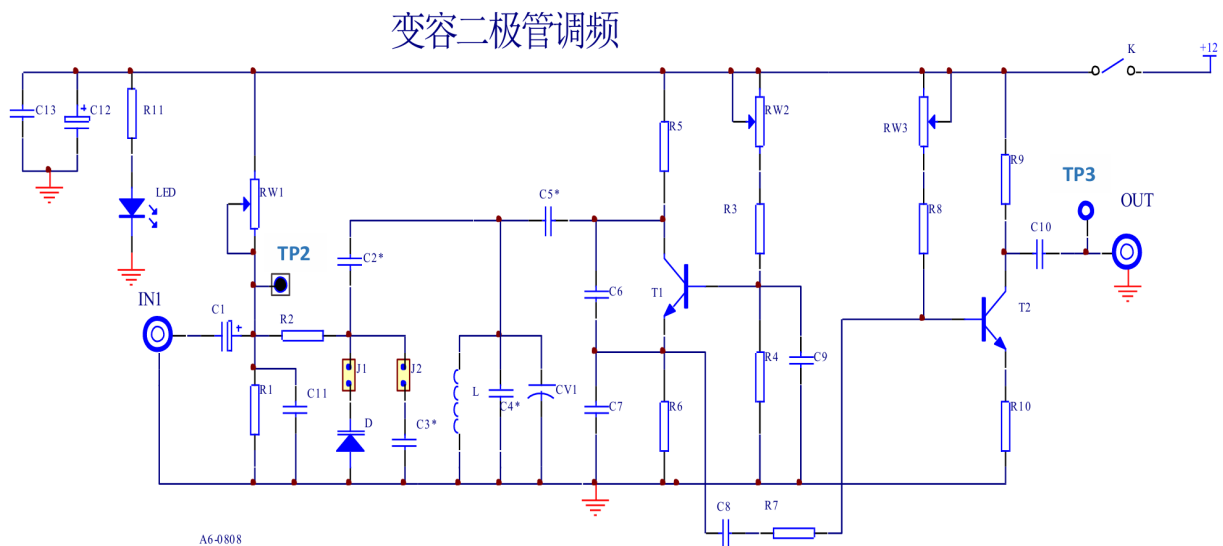 变容二极管调频
K
+12
C13
C12
R11
R5
RW2
RW3
R9
LED
RW1
C5*
R3
R8
TP3
OUT
C10
TP2
C2*
IN1
C1
R2
C6
T1
T2
J1
J2
R4
C9
R1
C11
D
C3*
L
C4*
CV1
C7
R6
R10
C8
R7
A6-0808